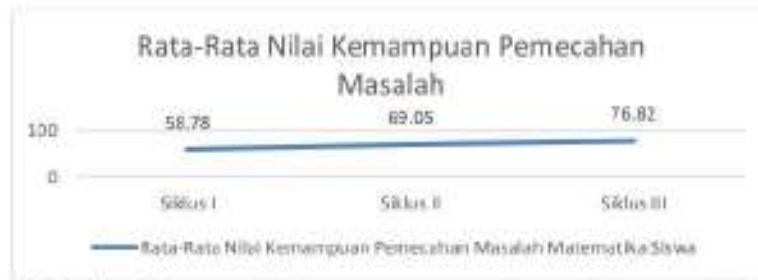 Rata-Rata Nilai Kemampuan Pemecahan
Masalah
58.78 69.05 76.82
100
0
Siklus I Siklus II Siklus III
Rata-Rata Nilai Kemampuan Pemecahan Masalah Matematika Siswa